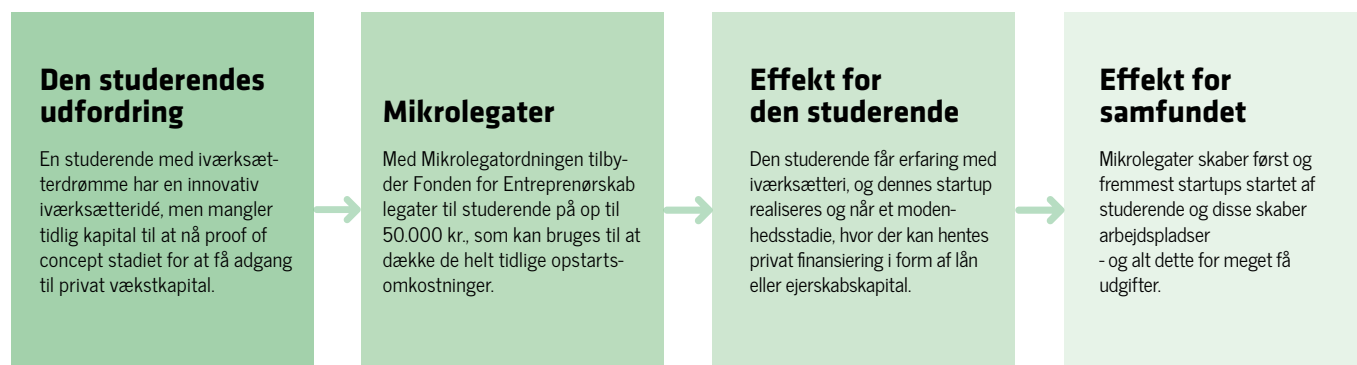 Den studerendes
udfordring
En studerende med iværksæt-
terdrømme har en innovativ
iværksætteridé, men mangler
tidlig kapital til at nå proof of
concept stadiet for at få adgang
til privat vækstkapital.
Mikrolegater
Med Mikrolegatordningen tilby-
der Fonden for Entreprenørskab
legater til studerende på op til
50.000 kr., som kan bruges til at
dække de helt tidlige opstarts-
omkostninger.
Effekt for
den studerende
Den studerende får erfaring med
iværksætteri, og dennes startup
realiseres og når et moden-
hedsstadie, hvor der kan hentes
privat finansiering i form af lån
eller ejerskabskapital.
Effekt for
samfundet
Mikrolegater skaber først og
fremmest startups startet af
studerende og disse skaber
arbejdspladser
- og alt dette for meget få
udgifter.